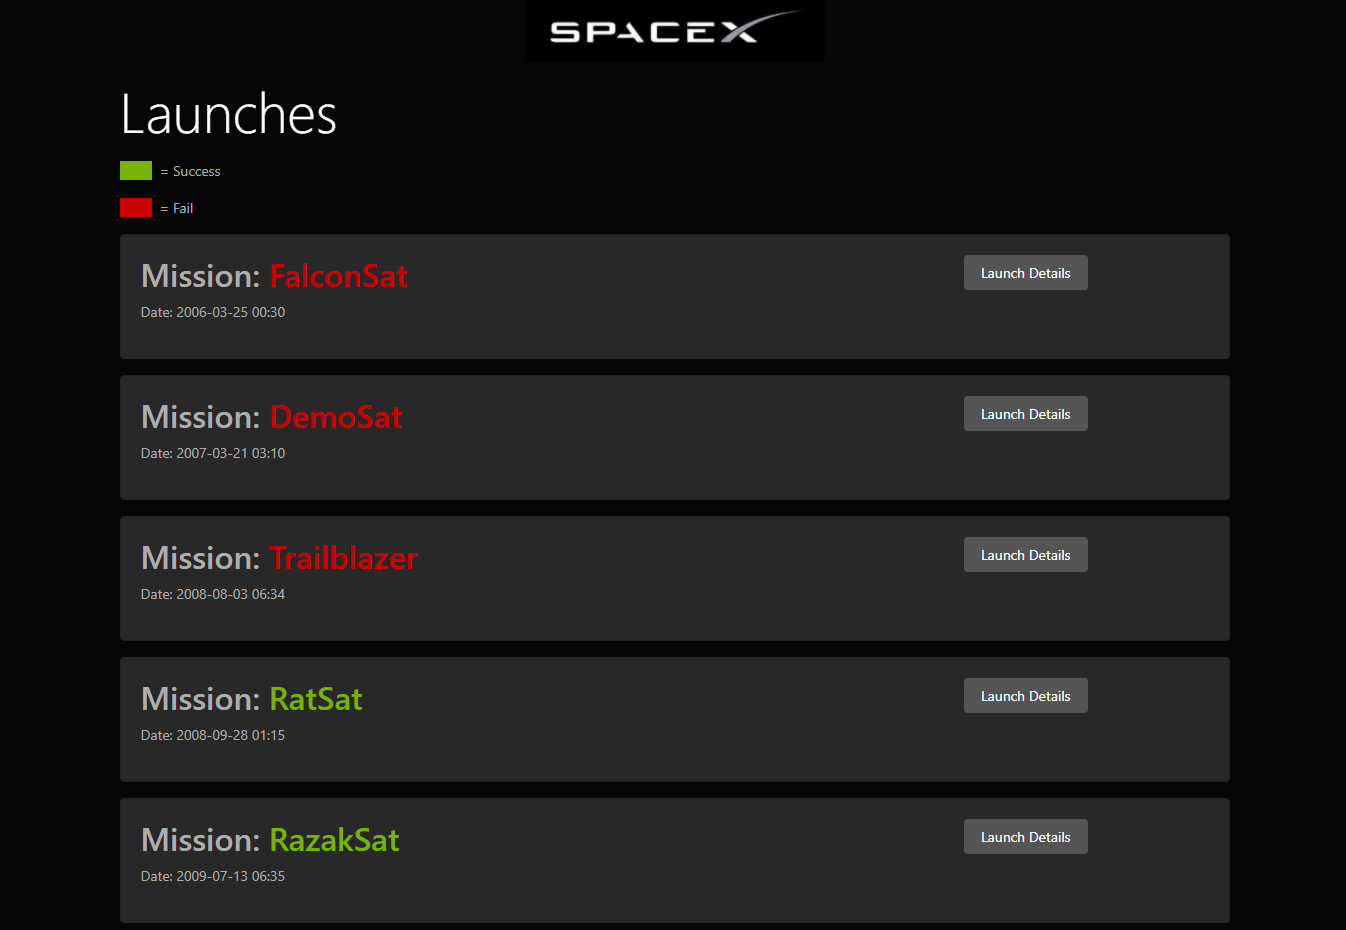 SPACEX
Launches
= Success
= Fail
Mission: FalconSat
Launch Details
Date: 2006-03-25 00:30
Mission: DemoSat
Launch Details
Date: 2007-03-21 03:10
Mission: Trailblazer
Launch Details
Date: 2008-08-03 06:34
Mission: RatSat
Launch Details
Date: 2008-09-28 01:15
Mission: RazakSat
Launch Details
Date: 2009-07-13 06:35